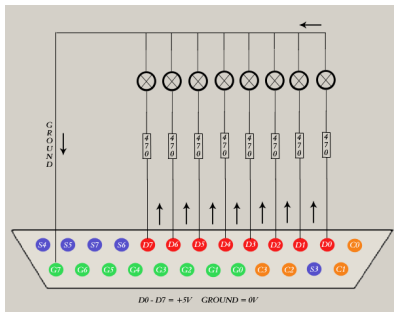 GROUND
470 470 470 470 470 470 470 470
S4 S5 S7 S6 D7 D6 D5 D4 D3 D2 D1 D0 C0
G7 G6 G5 G4 G3 G2 G1 G0 C3 C2 S3 C1
D0 - D7 = +5V GROUND = 0V